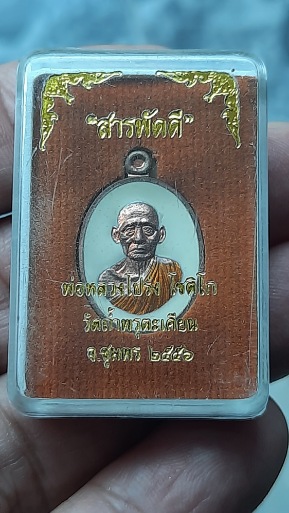 "สารพัดดี"
พ่อหลวงโปร่ง โชติโก
วัดถ้ำพรุตะเคียน
จ.ชุมพร ๒๕๕๖